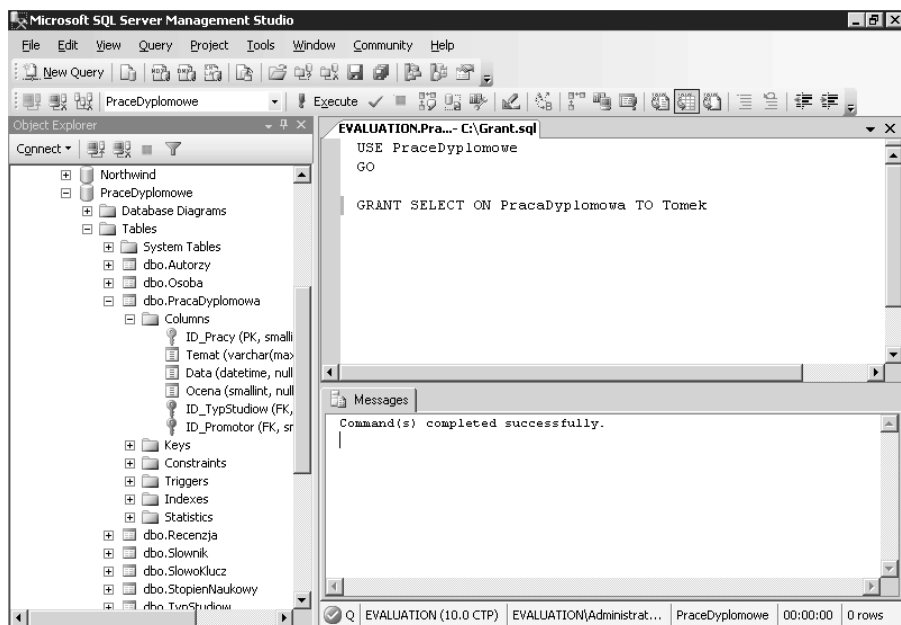 Microsoft SQL Server Management Studio
File Edit View Query Project Tools Window Community Help
New Query
PraceDyplomowe
Execute
Object Explorer
EVALUATION.Pra...- C:\Grant.sql
Connect
USE PraceDyplomowe
GO
GRANT SELECT ON PracaDyplomowa TO Tomek
Northwind
PraceDyplomowe
Database Diagrams
Tables
System Tables
dbo.Autorzy
dbo.Osoba
dbo.PracaDyplomowa
Columns
ID_Pracy (PK, smalli
Temat (varchar(max
Data (datetime, null
Ocena (smallint, null
ID_TypStudiow (FK,
ID_Promotor (FK, sr
Keys
Constraints
Triggers
Indexes
Statistics
dbo.Recenzja
dbo.Slownik
dbo.SlowoKlucz
dbo.StopienNaukowy
dbo.TypStudiow
Messages
Command(s) completed successfully.
Q EVALUATION (10.0 CTP) EVALUATION\Administrat... PraceDyplomowe 00:00:00 0 rows